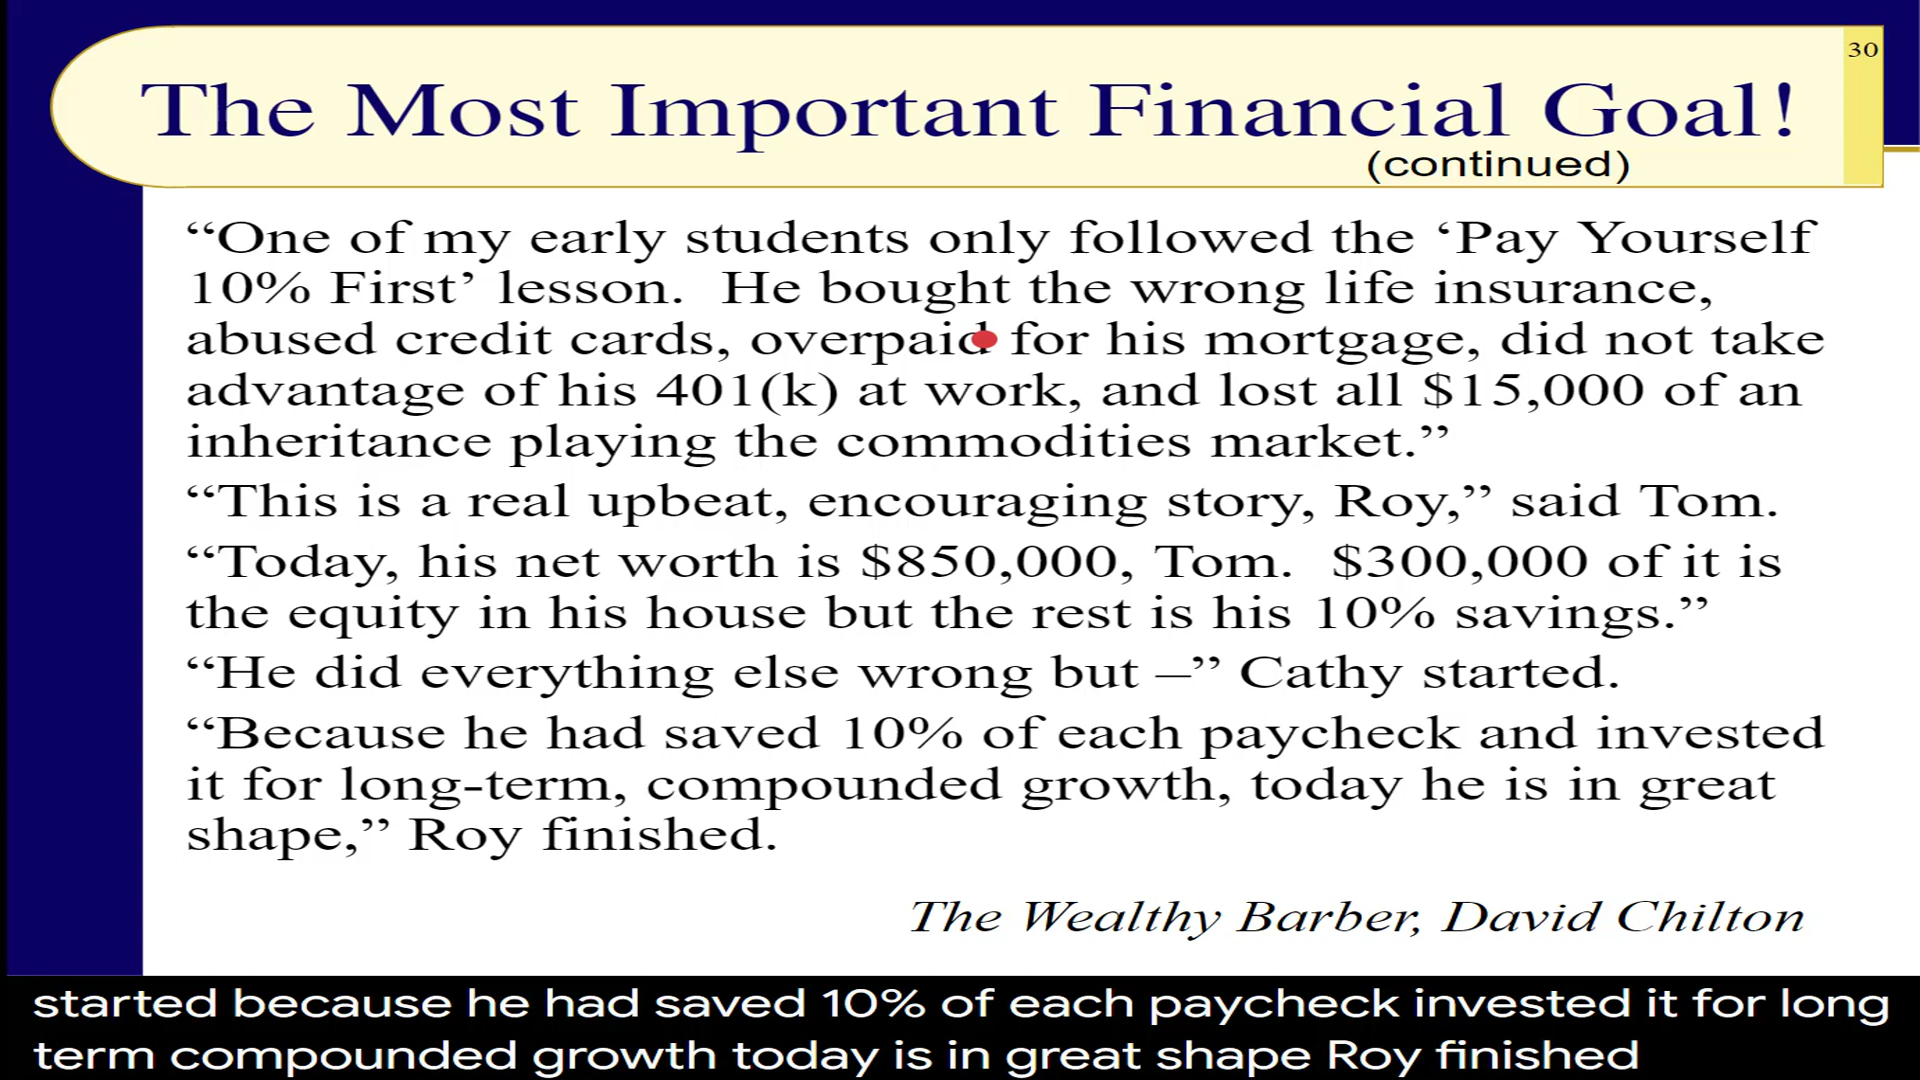 30
The Most Important Financial Goal!
(continued)
“One of my early students only followed the ‘Pay Yourself
10% First’ lesson.  He bought the wrong life insurance,
abused credit cards, overpaid for his mortgage, did not take
advantage of his 401(k) at work, and lost all $15,000 of an
inheritance playing the commodities market.”
“This is a real upbeat, encouraging story, Roy,” said Tom.
“Today, his net worth is $850,000, Tom.  $300,000 of it is
the equity in his house but the rest is his 10% savings.”
“He did everything else wrong but –” Cathy started.
“Because he had saved 10% of each paycheck and invested
it for long-term, compounded growth, today he is in great
shape,” Roy finished.
The Wealthy Barber, David Chilton
started because he had saved 10% of each paycheck invested it for long
term compounded growth today is in great shape Roy finished